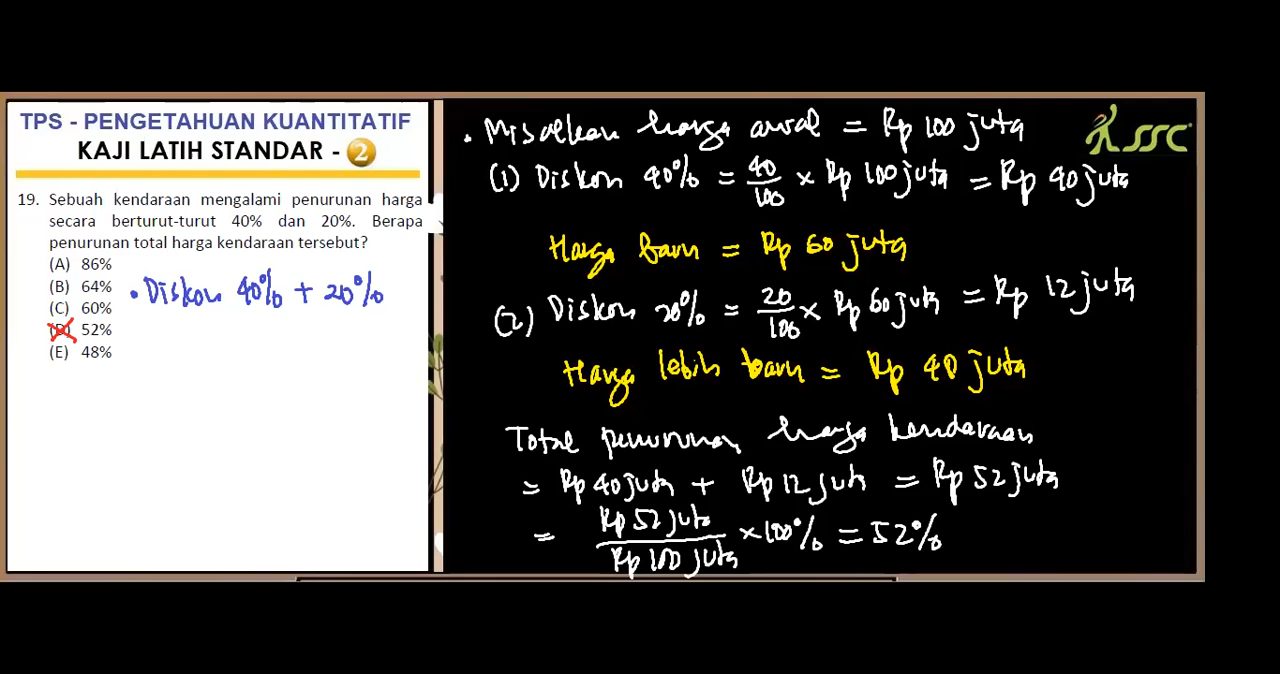 TPS - PENGETAHUAN KUANTITATIF
KAJI LATIH STANDAR - 2
19. Sebuah kendaraan mengalami penurunan harga
secara berturut-turut 40% dan 20%. Berapa
penurunan total harga kendaraan tersebut?
(A) 86%
(B) 64%
(C) 60%
(D) 52%
(E) 48%
• Diskon 40% + 20%
SSC
• Misalkan harga awal = Rp 100 juta
(1) Diskon 40% = 40/100 × Rp 100 juta = Rp 40 juta
Harga baru = Rp 60 juta
(2) Diskon 20% = 20/100 × Rp 60 juta = Rp 12 juta
Harga lebih baru = Rp 40 juta
Total penurunan harga kendaraan
= Rp 40 juta + Rp 12 juta = Rp 52 juta
= Rp 52 juta/Rp 100 juta × 100% = 52%